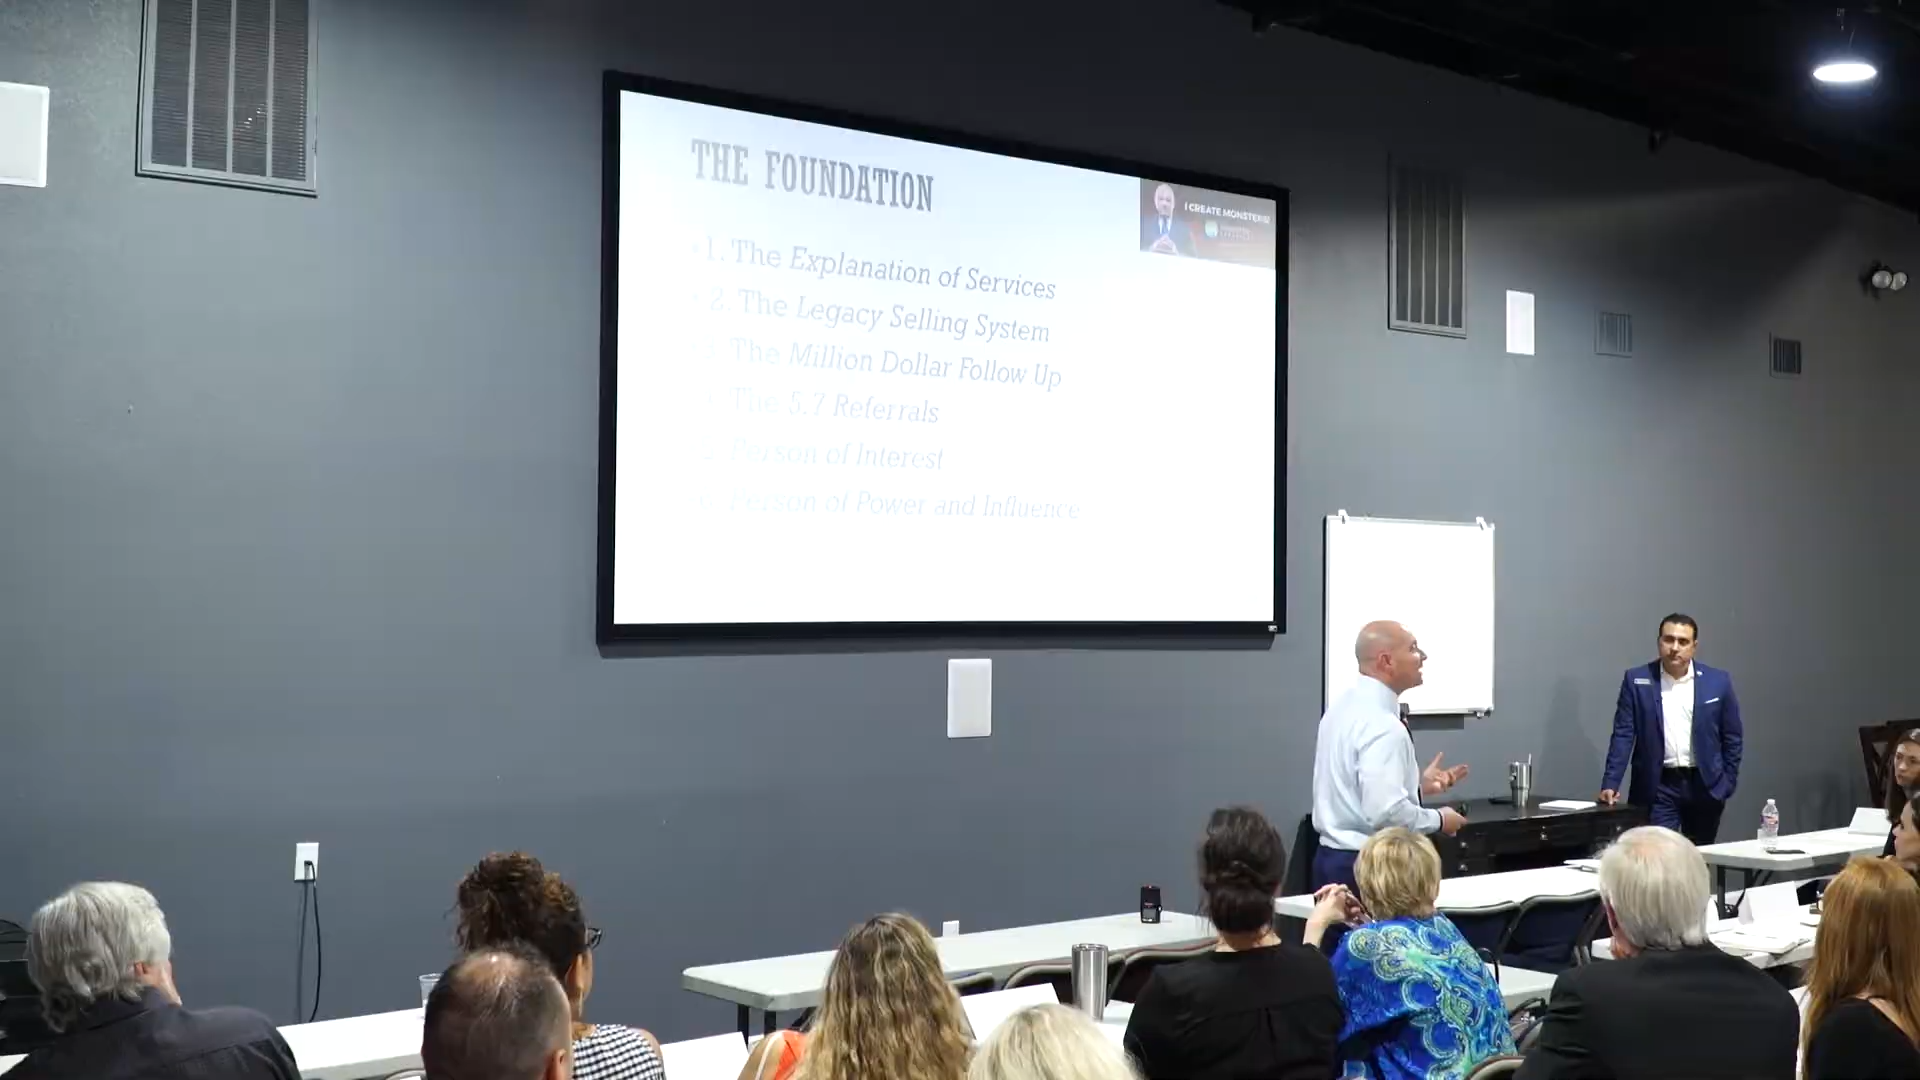 THE FOUNDATION
I CREATE MONSTERS!
1. The Explanation of Services
2. The Legacy Selling System
The Million Dollar Follow Up
The 5.7 Referrals
Person of Interest
Person of Power and Influence